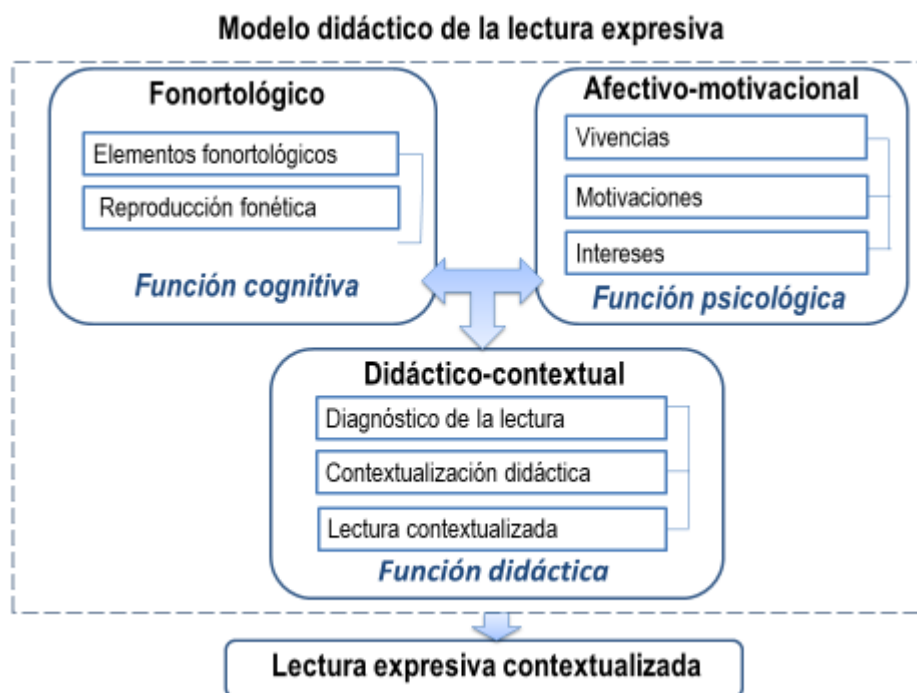 Modelo didáctico de la lectura expresiva
Fonortológico
Elementos fonortológicos
Reproducción fonética
Función cognitiva
Afectivo-motivacional
Vivencias
Motivaciones
Intereses
Función psicológica
Didáctico-contextual
Diagnóstico de la lectura
Contextualización didáctica
Lectura contextualizada
Función didáctica
Lectura expresiva contextualizada